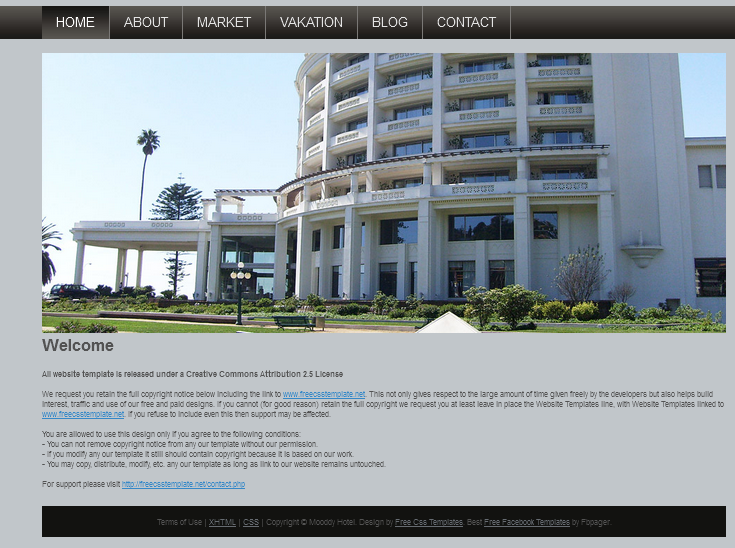 HOME ABOUT MARKET VAKATION BLOG CONTACT
Welcome
All website template is released under a Creative Commons Attribution 2.5 License
We request you retain the full copyright notice below including the link to www.freecsstemplate.net. This not only gives respect to the large amount of time given freely by the developers but also helps build
interest, traffic and use of our free and paid designs. If you cannot (for good reason) retain the full copyright we request you at least leave in place the Website Templates line, with Website Templates linked to
www.freecsstemplate.net. If you refuse to include even this then support may be affected.
You are allowed to use this design only if you agree to the following conditions:
- You can not remove copyright notice from any our template without our permission.
- If you modify any our template it still should contain copyright because it is based on our work.
- You may copy, distribute, modify, etc. any our template as long as link to our website remains untouched.
For support please visit http://freecsstemplate.net/contact.php
Terms of Use | XHTML | CSS | Copyright © Mooddy Hotel. Design by Free Css Templates. Best Free Facebook Templates by Fbpager.